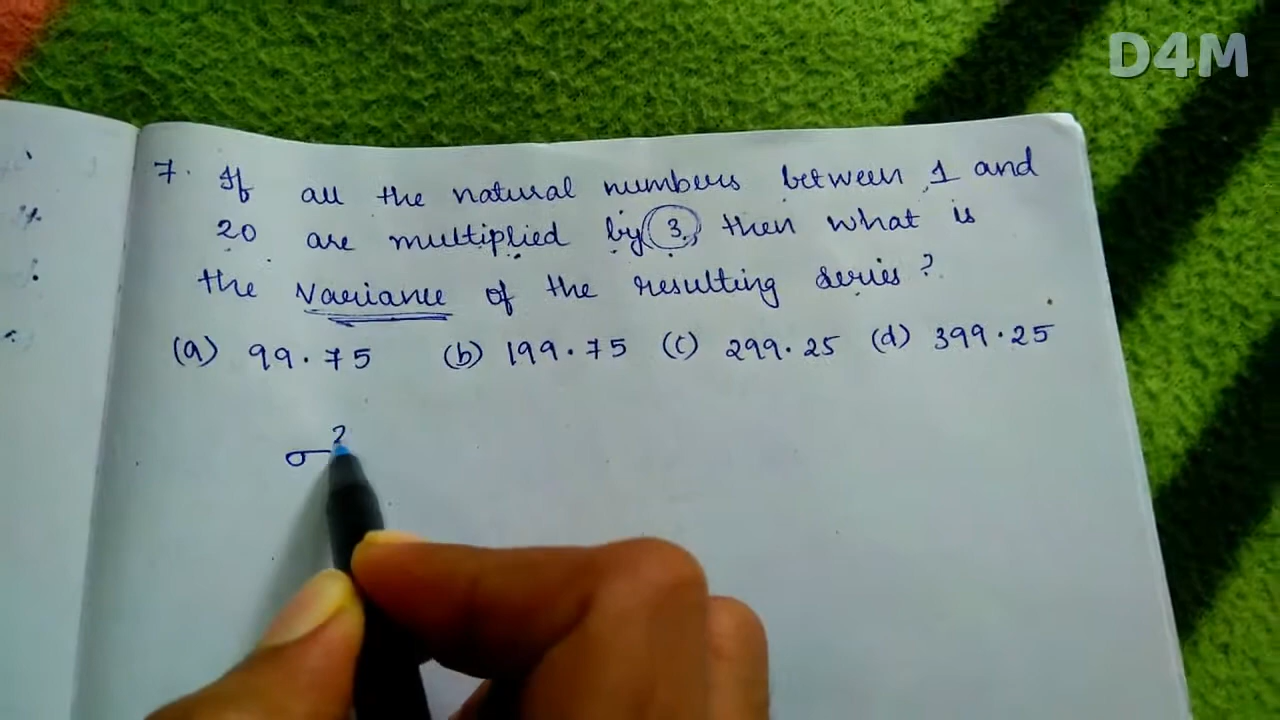 D4M
7. If all the natural numbers between 1 and
20 are multiplied by 3, then what is
the Variance of the resulting series?
(a) 99.75 (b) 199.75 (c) 299.25 (d) 399.25
σ²